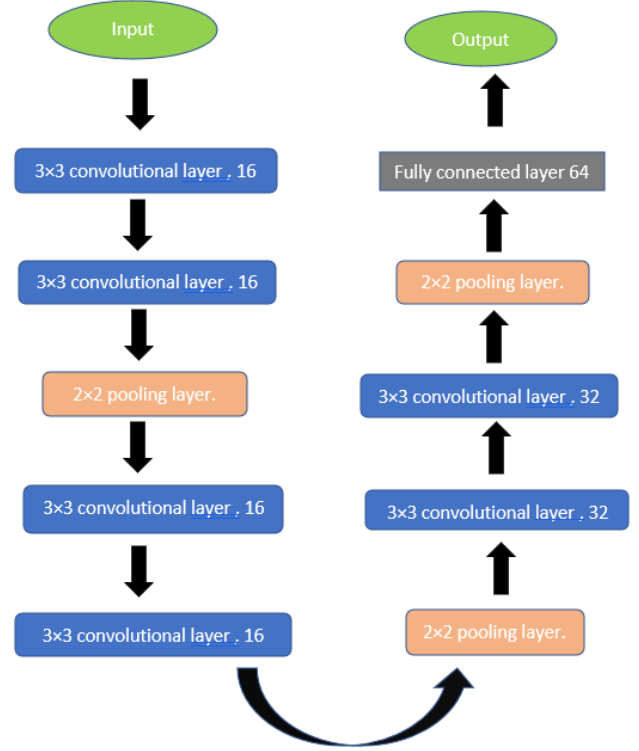 Input
3×3 convolutional layer . 16
3×3 convolutional layer . 16
2×2 pooling layer.
3×3 convolutional layer . 16
3×3 convolutional layer . 16
2×2 pooling layer.
3×3 convolutional layer . 32
3×3 convolutional layer . 32
2×2 pooling layer.
Fully connected layer 64
Output